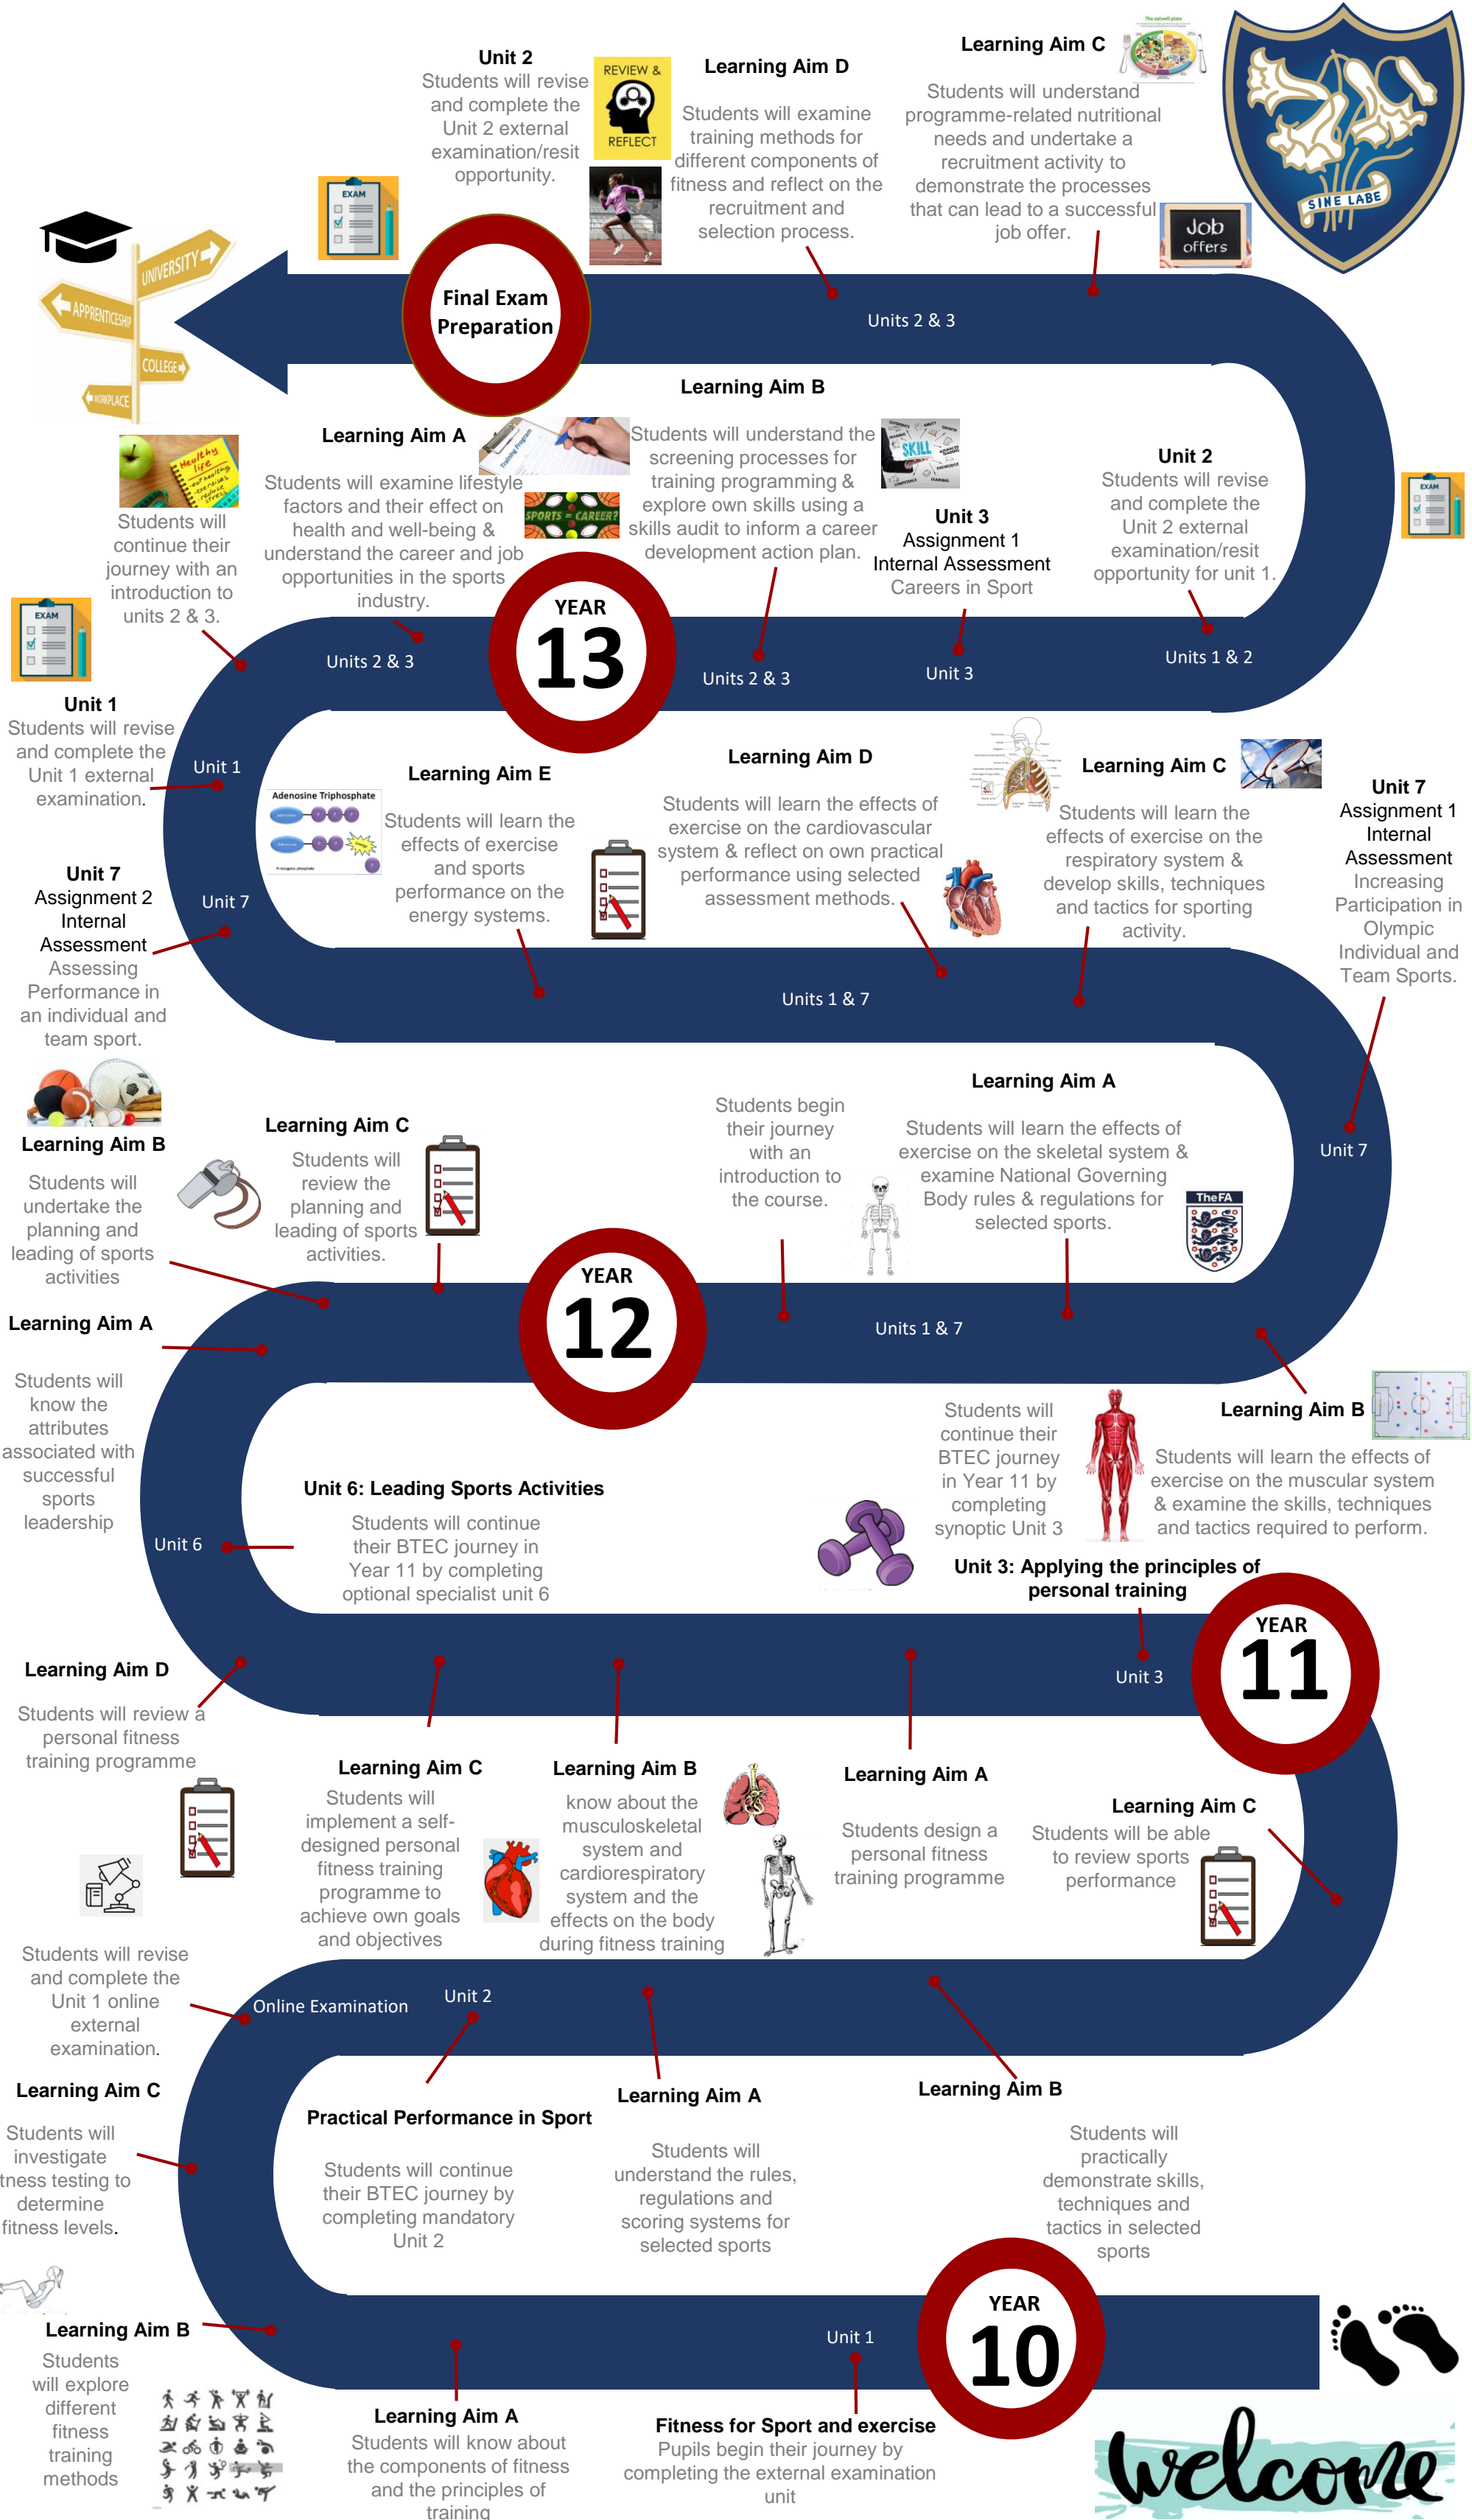 Unit 2
Students will revise
and complete the
Unit 2 external
examination/resit
opportunity.
REVIEW &
REFLECT
EXAM
Learning Aim D
Students will examine
training methods for
different components of
fitness and reflect on the
recruitment and
selection process.
Learning Aim C
The eatwell plate
Students will understand
programme-related nutritional
needs and undertake a
recruitment activity to
demonstrate the processes
that can lead to a successful
job offer.
Job
offers
SINE LABE
UNIVERSITY
APPRENTICESHIP
COLLEGE
WORKPLACE
Final Exam
Preparation
Units 2 & 3
Healthy
life
Students will
continue their
journey with an
introduction to
units 2 & 3.
Learning Aim A
Training Program
Students will examine lifestyle
factors and their effect on
health and well-being &
understand the career and job
opportunities in the sports
industry.
SPORTS = CAREER?
Learning Aim B
Students will understand the
screening processes for
training programming &
explore own skills using a
skills audit to inform a career
development action plan.
SKILL
Unit 3
Assignment 1
Internal Assessment
Careers in Sport
Unit 2
Students will revise
and complete the
Unit 2 external
examination/resit
opportunity for unit 1.
EXAM
EXAM
Units 2 & 3
YEAR
13
Units 2 & 3
Unit 3
Units 1 & 2
Unit 1
Students will revise
and complete the
Unit 1 external
examination.
Unit 1
Unit 7
Assignment 2
Internal
Assessment
Assessing
Performance in
an individual and
team sport.
Unit 7
Adenosine Triphosphate
Learning Aim E
Students will learn the
effects of exercise
and sports
performance on the
energy systems.
Learning Aim D
Students will learn the effects of
exercise on the cardiovascular
system & reflect on own practical
performance using selected
assessment methods.
Learning Aim C
Students will learn the
effects of exercise on the
respiratory system &
develop skills, techniques
and tactics for sporting
activity.
Unit 7
Assignment 1
Internal
Assessment
Increasing
Participation in
Olympic
Individual and
Team Sports.
Units 1 & 7
Unit 7
Learning Aim B
Students will
undertake the
planning and
leading of sports
activities
Learning Aim C
Students will
review the
planning and
leading of sports
activities.
Students begin
their journey
with an
introduction to
the course.
Learning Aim A
Students will learn the effects of
exercise on the skeletal system &
examine National Governing
Body rules & regulations for
selected sports.
TheFA
YEAR
12
Units 1 & 7
Learning Aim A
Students will
know the
attributes
associated with
successful
sports
leadership
Learning Aim B
Students will learn the effects of
exercise on the muscular system
& examine the skills, techniques
and tactics required to perform.
Unit 6: Leading Sports Activities
Students will continue
their BTEC journey in
Year 11 by completing
optional specialist unit 6
Unit 6
Students will
continue their
BTEC journey
in Year 11 by
completing
synoptic Unit 3
Unit 3: Applying the principles of
personal training
Unit 3
YEAR
11
Learning Aim D
Students will review a
personal fitness
training programme
Learning Aim C
Students will
implement a self-
designed personal
fitness training
programme to
achieve own goals
and objectives
Learning Aim B
know about the
musculoskeletal
system and
cardiorespiratory
system and the
effects on the body
during fitness training
Learning Aim A
Students design a
personal fitness
training programme
Learning Aim C
Students will be able
to review sports
performance
Students will revise
and complete the
Unit 1 online
external
examination.
Online Examination
Unit 2
Learning Aim C
Students will
investigate
tness testing to
determine
fitness levels.
Practical Performance in Sport
Students will continue
their BTEC journey by
completing mandatory
Unit 2
Learning Aim A
Students will
understand the rules,
regulations and
scoring systems for
selected sports
Learning Aim B
Students will
practically
demonstrate skills,
techniques and
tactics in selected
sports
Learning Aim B
Students
will explore
different
fitness
training
methods
Learning Aim A
Students will know about
the components of fitness
and the principles of
training
Unit 1
Fitness for Sport and exercise
Pupils begin their journey by
completing the external examination
unit
YEAR
10
welcome